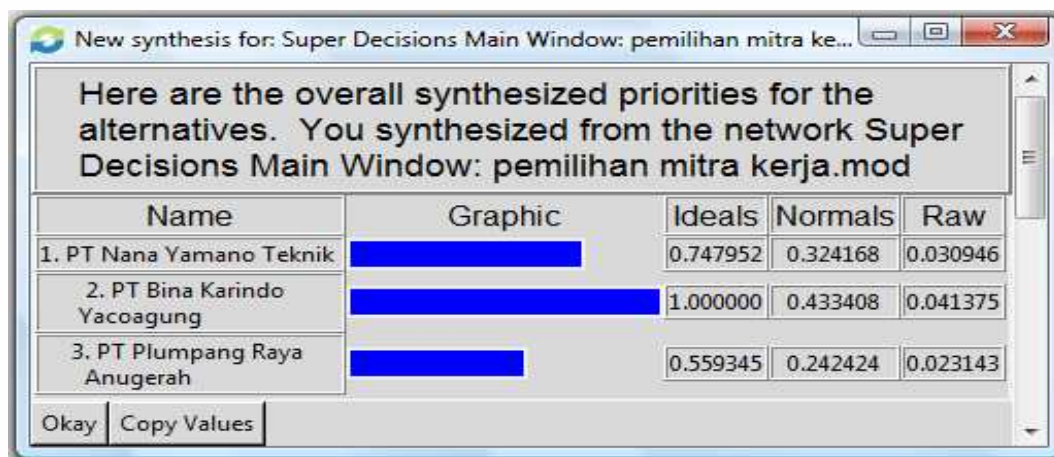 New synthesis for: Super Decisions Main Window: pemilihan mitra ke...
Here are the overall synthesized priorities for the
alternatives. You synthesized from the network Super
Decisions Main Window: pemilihan mitra kerja.mod
Name Graphic Ideals Normals Raw
1. PT Nana Yamano Teknik 0.747952 0.324168 0.030946
2. PT Bina Karindo
Yacoagung 1.000000 0.433408 0.041375
3. PT Plumpang Raya
Anugerah 0.559345 0.242424 0.023143
Okay Copy Values